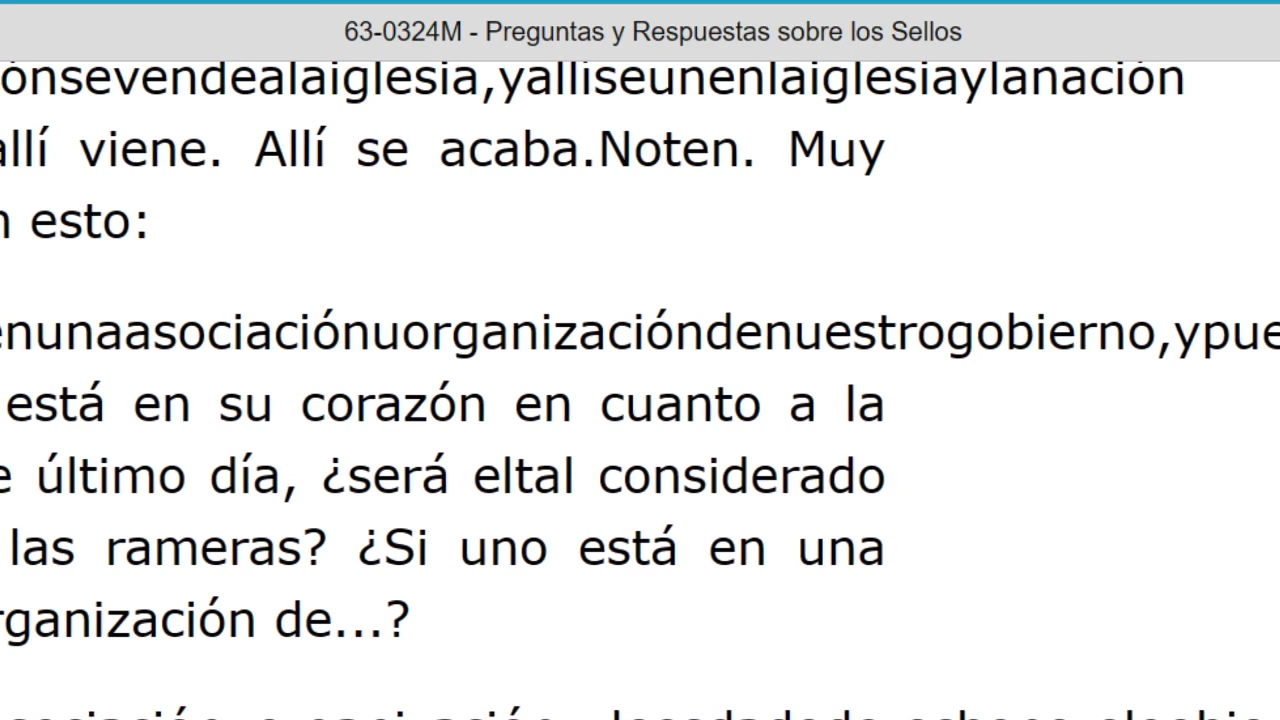 63-0324M - Preguntas y Respuestas sobre los Sellos
ónsevendealaiglesia,yallíseunenlaiglesiaylanación
allí viene. Allí se acaba.Noten. Muy
n esto:
enunaasociaciónuorganizacióndenuestrogobierno,ypue
está en su corazón en cuanto a la
e último día, ¿será eltal considerado
las rameras? ¿Si uno está en una
rganización de...?